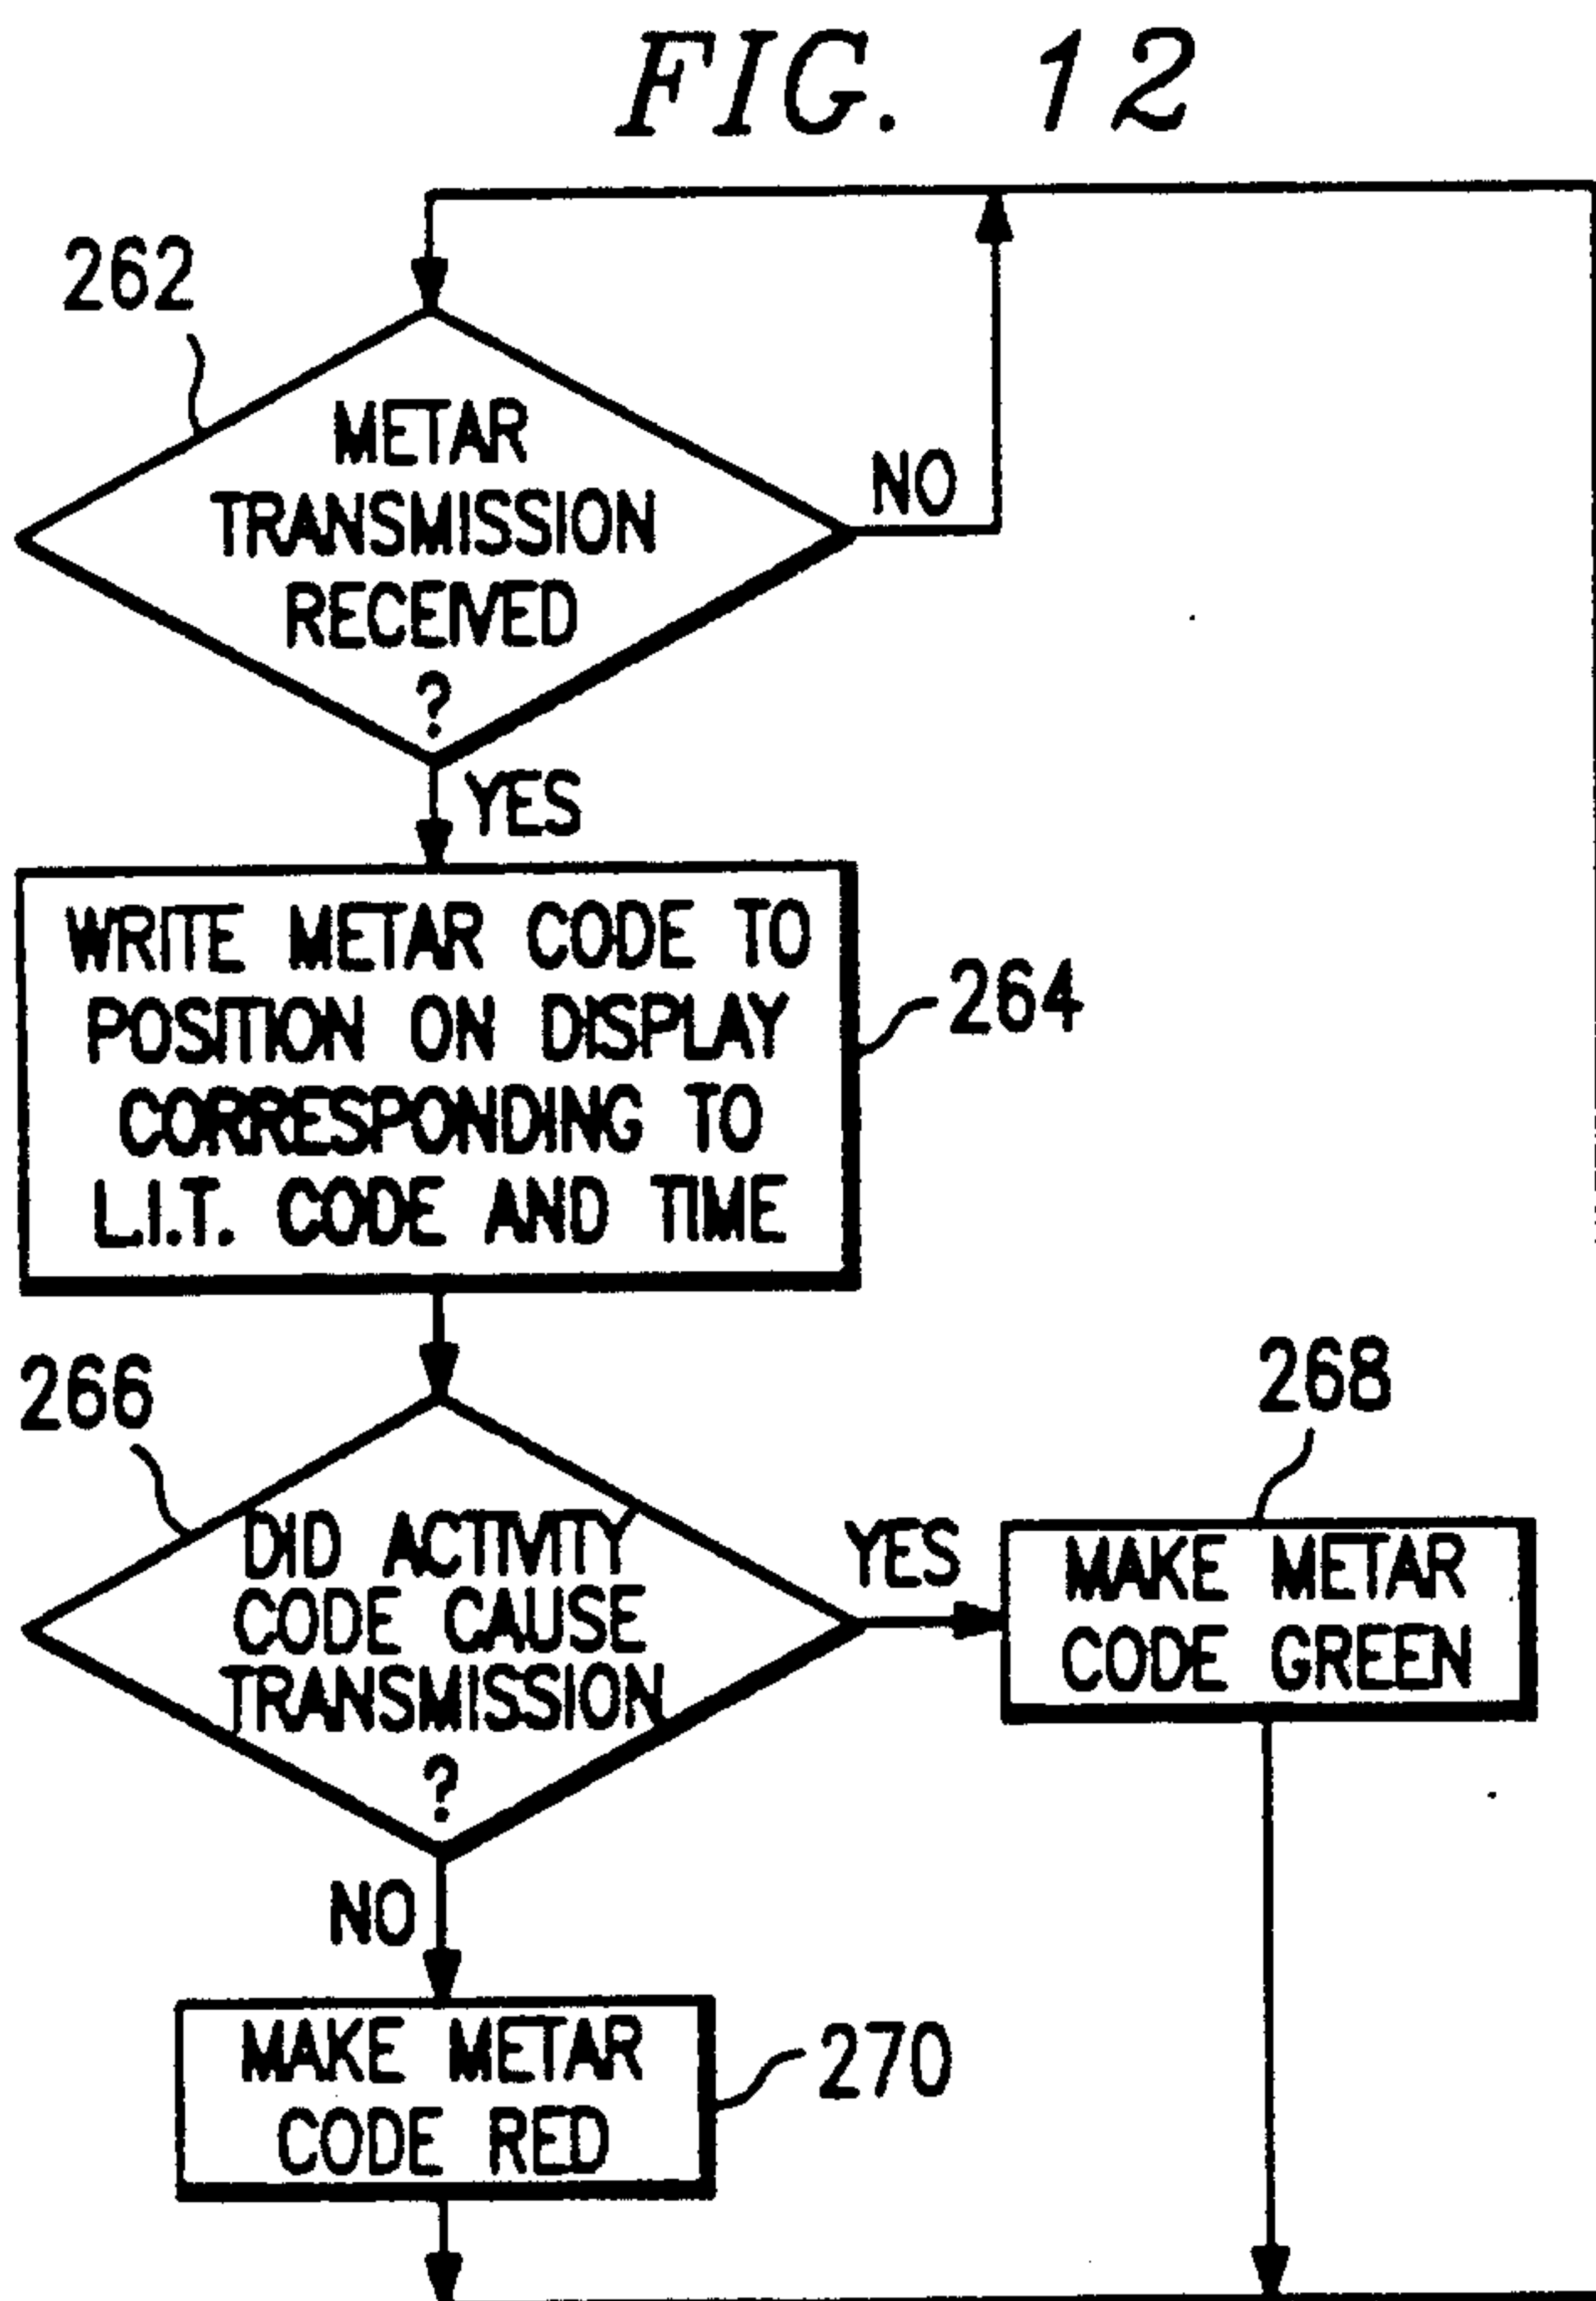 FIG. 12
262
METAR
TRANSMISSION
RECEIVED
?
NO
YES
WRITE METAR CODE TO
POSITION ON DISPLAY
CORRESPONDING TO
L.I.T. CODE AND TIME
264
266
DID ACTIVITY
CODE CAUSE
TRANSMISSION
?
YES
268
MAKE METAR
CODE GREEN
NO
MAKE METAR
CODE RED
270